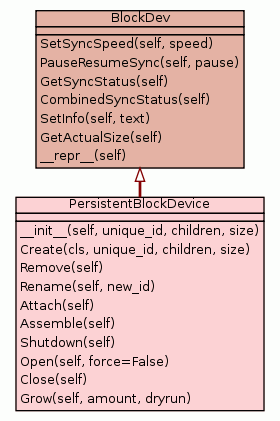 BlockDev
SetSyncSpeed(self, speed)
PauseResumeSync(self, pause)
GetSyncStatus(self)
CombinedSyncStatus(self)
SetInfo(self, text)
GetActualSize(self)
__repr__(self)
PersistentBlockDevice
__init__(self, unique_id, children, size)
Create(cls, unique_id, children, size)
Remove(self)
Rename(self, new_id)
Attach(self)
Assemble(self)
Shutdown(self)
Open(self, force=False)
Close(self)
Grow(self, amount, dryrun)